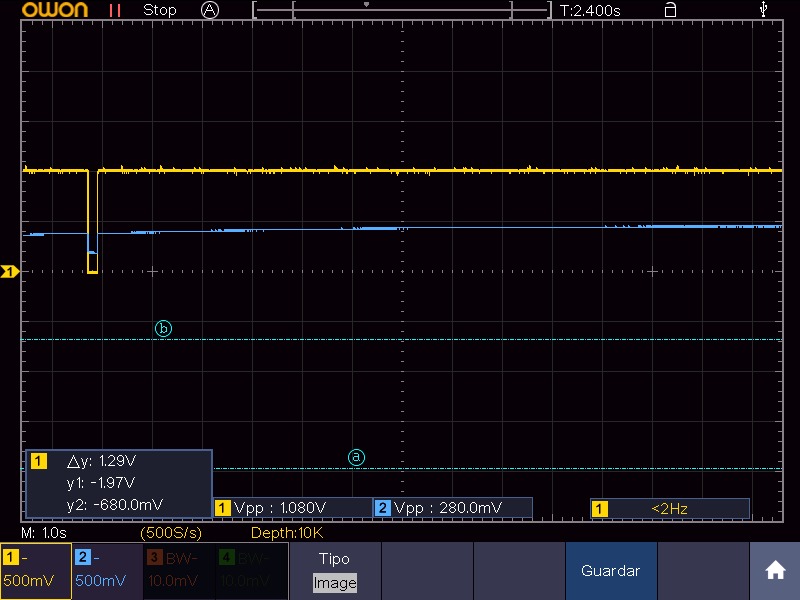 owon Stop A T:2.400s
1
b
a
1 △y: 1.29V
y1: -1.97V
y2: -680.0mV
1 Vpp : 1.080V 2 Vpp : 280.0mV 1 <2Hz
M: 1.0s (500S/s) Depth:10K
1 - 2 - 3 BW- 4 BW- Tipo
500mV 500mV 10.0mV 10.0mV Image
Guardar